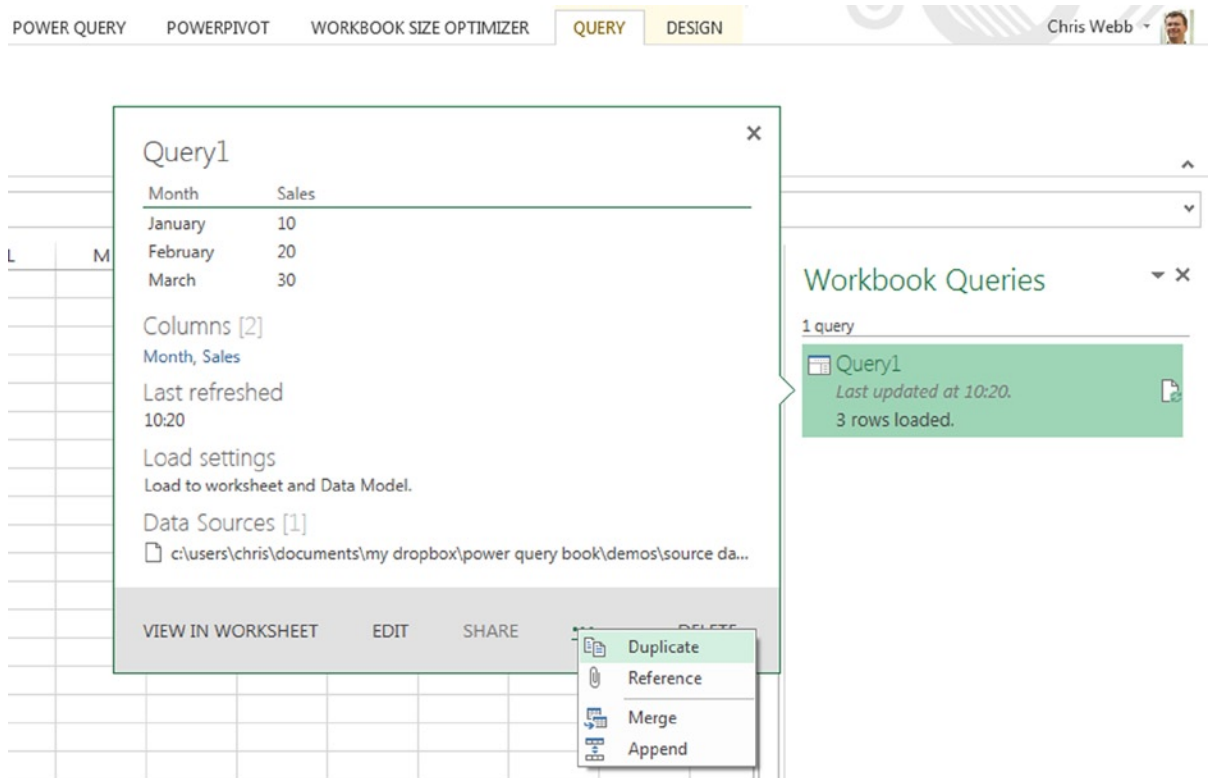 POWER QUERY POWERPIVOT WORKBOOK SIZE OPTIMIZER QUERY DESIGN Chris Webb
Query1
Month Sales
January 10
February 20
March 30
Columns [2]
Month, Sales
Last refreshed
10:20
Load settings
Load to worksheet and Data Model.
Data Sources [1]
c:\users\chris\documents\my dropbox\power query book\demos\source da...
VIEW IN WORKSHEET EDIT SHARE ... DELETE
Duplicate
Reference
Merge
Append
L M
Workbook Queries
1 query
Query1
Last updated at 10:20.
3 rows loaded.